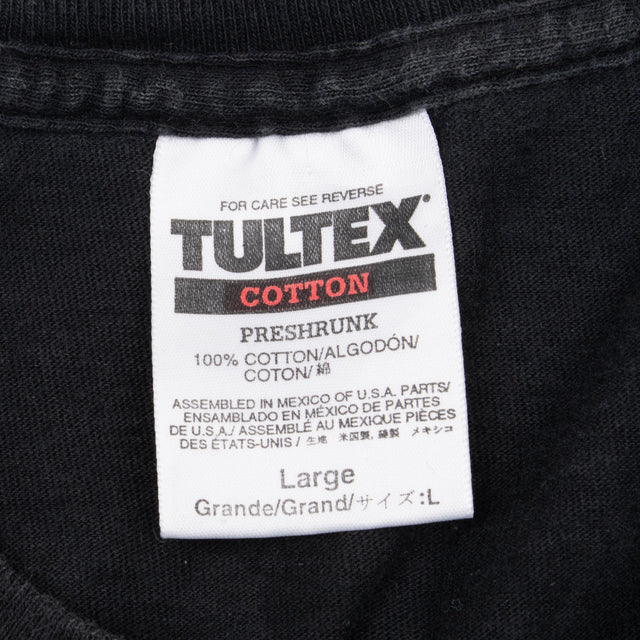 FOR CARE SEE REVERSE
TULTEX®
COTTON
PRESHRUNK
100% COTTON/ALGODÓN/
COTON/綿
ASSEMBLED IN MEXICO OF U.S.A. PARTS/
ENSAMBLADO EN MÉXICO DE PARTES
DE U.S.A./ ASSEMBLÉ AU MEXIQUE PIÈCES
DES ÉTATS-UNIS / 生地 米国製, 縫製 メキシコ
Large
Grande/Grand/サイズ:L